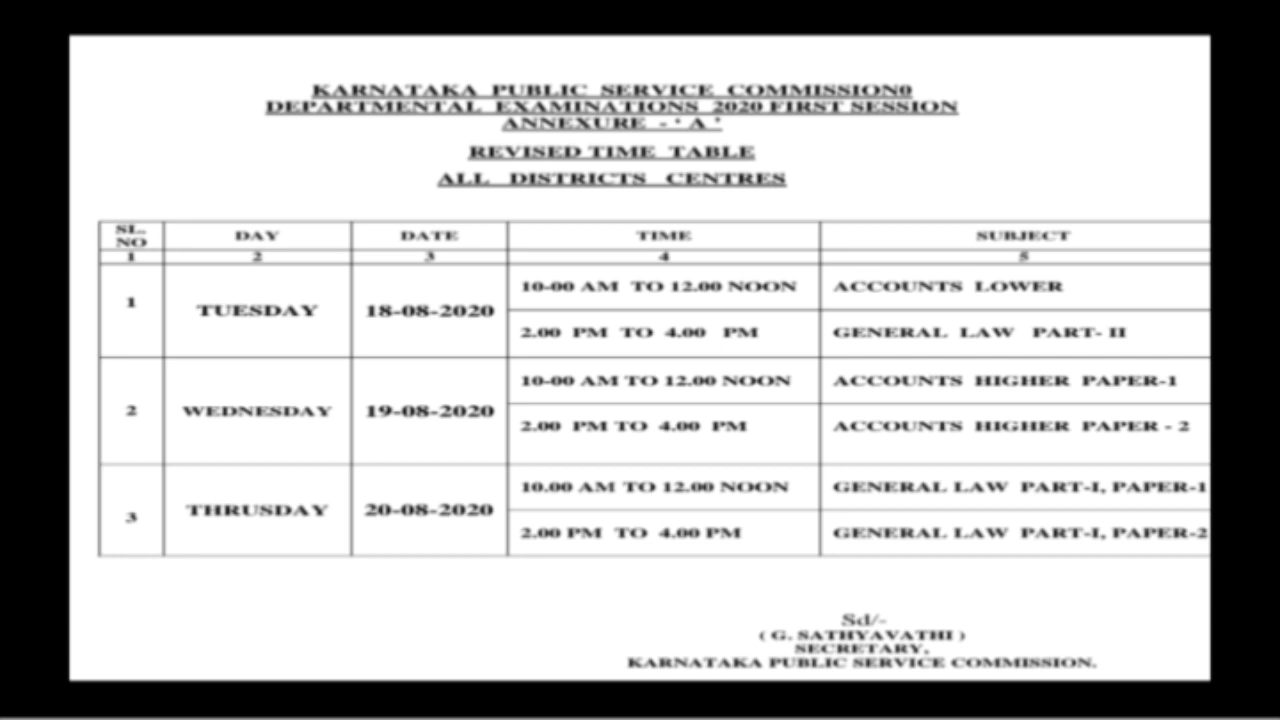 KARNATAKA PUBLIC SERVICE COMMISSION0
DEPARTMENTAL EXAMINATIONS 2020 FIRST SESSION
ANNEXURE - ‘ A ’
REVISED TIME TABLE
ALL DISTRICTS CENTRES
SL. NO DAY DATE TIME SUBJECT
1 2 3 4 5
1 TUESDAY 18-08-2020 10-00 AM TO 12.00 NOON ACCOUNTS LOWER
2.00 PM TO 4.00 PM GENERAL LAW PART- II
2 WEDNESDAY 19-08-2020 10-00 AM TO 12.00 NOON ACCOUNTS HIGHER PAPER-1
2.00 PM TO 4.00 PM ACCOUNTS HIGHER PAPER - 2
3 THRUSDAY 20-08-2020 10.00 AM TO 12.00 NOON GENERAL LAW PART-I, PAPER-1
2.00 PM TO 4.00 PM GENERAL LAW PART-I, PAPER-2
Sd/-
( G. SATHYAVATHI )
SECRETARY,
KARNATAKA PUBLIC SERVICE COMMISSION.